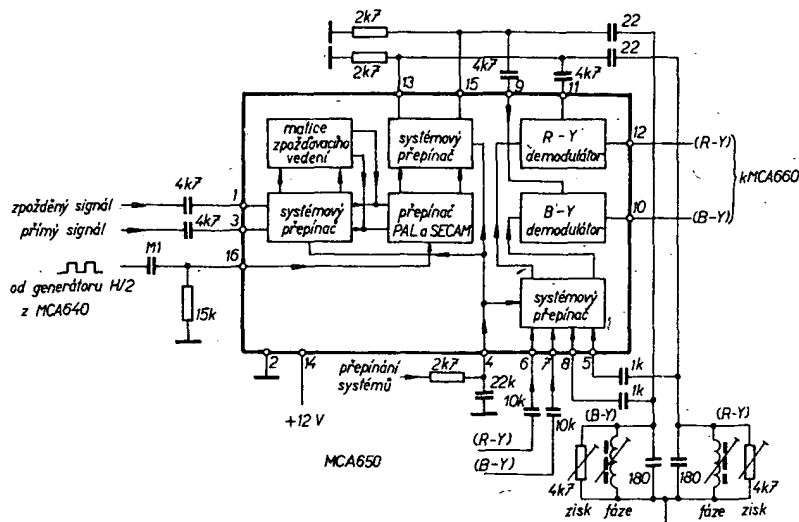 2k7
22
2k7
22
4k7
4k7
13
15
9
11
matice
zpožďovacího
vedení
systémový
přepínač
R-Y
demodulátor
12
(R-Y)
4k7
1
zpožděný signál
3
přímý signál
4k7
systémový
přepínač
přepínač
PAL a SECAM
B-Y
demodulátor
kMCA660
10
(B-Y)
M1
16
od generátoru H/2
z MCA640
15k
systémový
přepínač
2
14
4
6
7
8
5
přepínání
systémů
2k7
22k
10k
10k
1k
1k
+12 V
(R-Y)
(B-Y)
(B-Y)
(R-Y)
MCA650
4k7
180
180
4k7
zisk
fáze
fáze
zisk